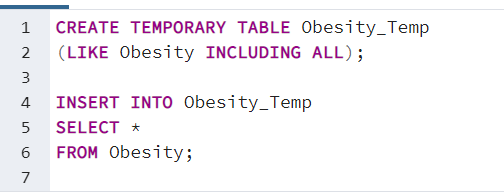 1 CREATE TEMPORARY TABLE Obesity_Temp
2 (LIKE Obesity INCLUDING ALL);
3
4 INSERT INTO Obesity_Temp
5 SELECT *
6 FROM Obesity;
7